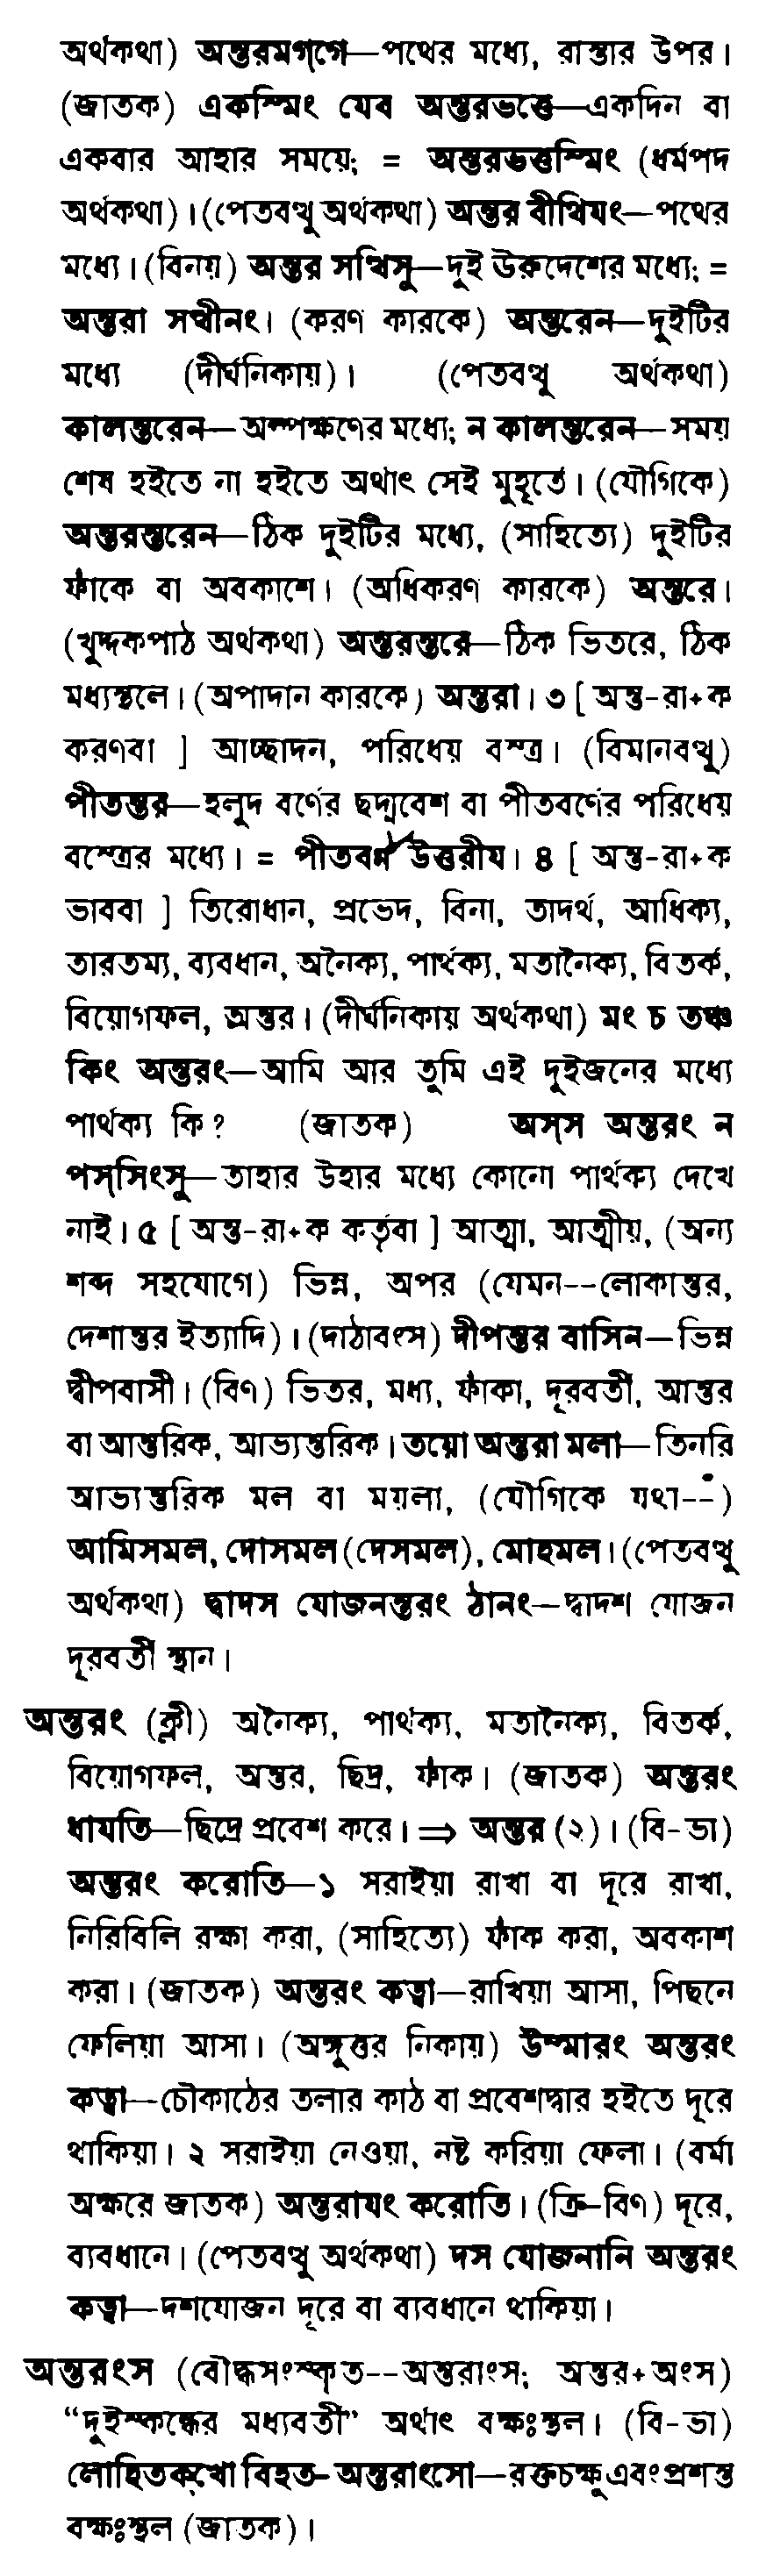 অর্থকথা) অন্তরমগ্গে—পথের মধ্যে, রাস্তার উপর।
(জাতক) একস্মিং যেব অন্তরভত্তে—একদিন বা
একবার আহার সময়ে; = অন্তরভত্তস্মিং (ধর্মপদ
অর্থকথা)। (পেতবত্থু অর্থকথা) অন্তর বীথিযং—পথের
মধ্যে। (বিনয়) অন্তর সত্থিসু—দুই উরুদেশের মধ্যে; =
অন্তরা সত্থীনং। (করণ কারকে) অন্তরেন—দুইটির
মধ্যে (দীর্ঘনিকায়)। (পেতবত্থু অর্থকথা)
কালন্তরেন—অল্পক্ষণের মধ্যে; ন কালন্তরেন—সময়
শেষ হইতে না হইতে অর্থাৎ সেই মুহূর্তে। (যৌগিকে)
অন্তরন্তরেন—ঠিক দুইটির মধ্যে, (সাহিত্যে) দুইটির
ফাঁকে বা অবকাশে। (অধিকরণ কারকে) অন্তরে।
(খুদ্দকপাঠ অর্থকথা) অন্তরন্তরে—ঠিক ভিতরে, ঠিক
মধ্যস্থলে। (অপাদান কারকে) অন্তরা। ৩ [ অন্ত-রা+ক
করণবা ] আচ্ছাদন, পরিধেয় বস্ত্র। (বিমানবত্থু)
পীতন্তর—হলুদ বর্ণের ছদ্মবেশ বা পীতবর্ণের পরিধেয়
বস্ত্রের মধ্যে। = পীতবর্ণ উত্তরীয। ৪ [ অন্ত-রা+ক
ভাববা ] তিরোধান, প্রভেদ, বিনা, তাদর্থ, আধিক্য,
তারতম্য, ব্যবধান, অনৈক্য, পার্থক্য, মতানৈক্য, বিতর্ক,
বিয়োগফল, অন্তর। (দীর্ঘনিকায় অর্থকথা) মং চ তঞ্চ
কিং অন্তরং—আমি আর তুমি এই দুইজনের মধ্যে
পার্থক্য কি? (জাতক) অস্স অন্তরং ন
পস্সিংসু—তাহার উহার মধ্যে কোনো পার্থক্য দেখে
নাই। ৫ [ অন্ত-রা+ক কর্তৃবা ] আত্মা, আত্মীয়, (অন্য
শব্দ সহযোগে) ভিন্ন, অপর (যেমন--লোকান্তর,
দেশান্তর ইত্যাদি)। (দাঠাবংস) দীপন্তর বাসিন—ভিন্ন
দ্বীপবাসী। (বিণ) ভিতর, মধ্য, ফাঁকা, দূরবর্তী, আন্তর
বা আন্তরিক, আভ্যন্তরিক। তয়ো অন্তরা মলা—তিনরি
আভ্যন্তরিক মল বা ময়লা, (যৌগিকে যথা--)
আমিসমল, দোসমল (দেসমল), মোহমল। (পেতবত্থু
অর্থকথা) দ্বাদস যোজনন্তরং ঠানং—দ্বাদশ যোজন
দূরবর্তী স্থান।
অন্তরং (ক্লী) অনৈক্য, পার্থক্য, মতানৈক্য, বিতর্ক,
বিয়োগফল, অন্তর, ছিদ্র, ফাঁক। (জাতক) অন্তরং
ধাযতি—ছিদ্রে প্রবেশ করে। ⇒ অন্তর (২)। (বি-ভা)
অন্তরং করোতি—১ সরাইয়া রাখা বা দূরে রাখা,
নিরিবিলি রক্ষা করা, (সাহিত্যে) ফাঁক করা, অবকাশ
করা। (জাতক) অন্তরং কত্বা—রাখিয়া আসা, পিছনে
ফেলিয়া আসা। (অঙ্গুত্তর নিকায়) উম্মারং অন্তরং
কত্বা—চৌকাঠের তলার কাঠ বা প্রবেশদ্বার হইতে দূরে
থাকিয়া। ২ সরাইয়া নেওয়া, নষ্ট করিয়া ফেলা। (বর্মা
অক্ষরে জাতক) অন্তরাযং করোতি। (ক্রি-বিণ) দূরে,
ব্যবধানে। (পেতবত্থু অর্থকথা) দস যোজনানি অন্তরং
কত্বা—দশযোজন দূরে বা ব্যবধানে থাকিয়া।
অন্তরংস (বৌদ্ধসংস্কৃত--অন্তরাংস; অন্তর+অংস)
“দুইস্কন্ধের মধ্যবর্তী” অর্থাৎ বক্ষঃস্থল। (বি-ভা)
লোহিতক্খো বিহত-অন্তরাংসো—রক্তচক্ষু এবং প্রশস্ত
বক্ষঃস্থল (জাতক)।